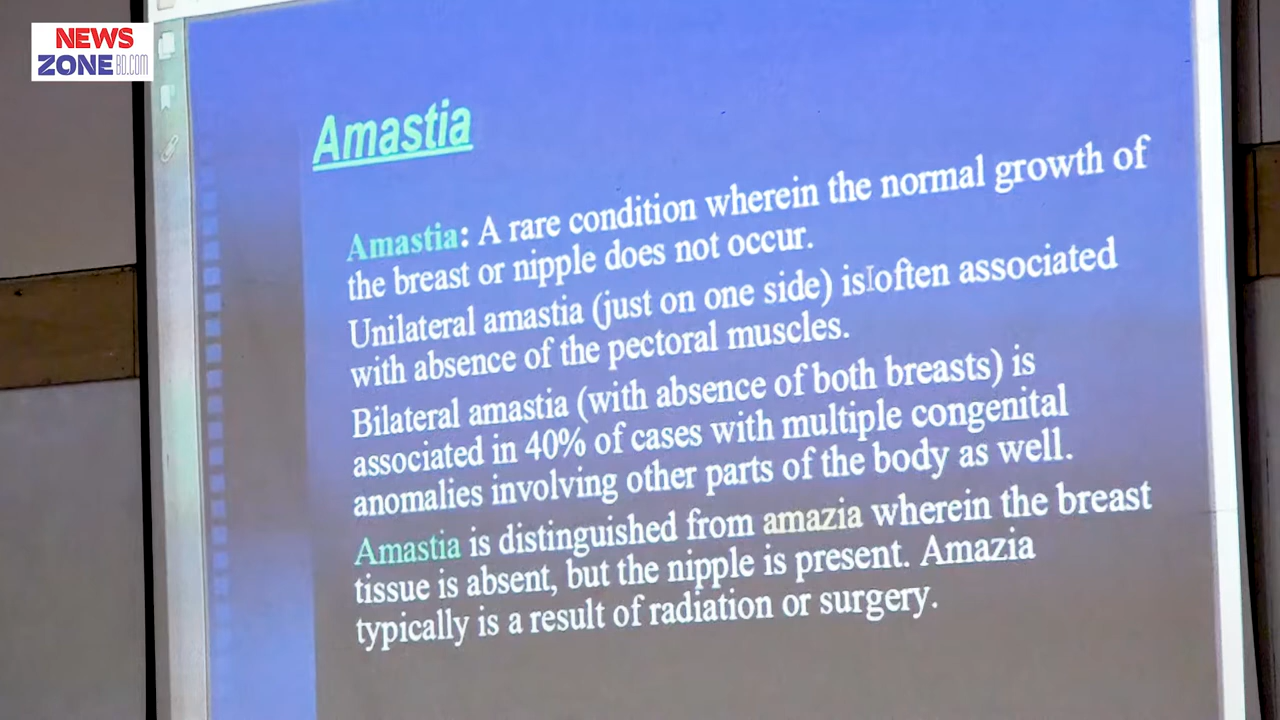 NEWS
ZONEBD.COM
Amastia
Amastia: A rare condition wherein the normal growth of
the breast or nipple does not occur.
Unilateral amastia (just on one side) is often associated
with absence of the pectoral muscles.
Bilateral amastia (with absence of both breasts) is
associated in 40% of cases with multiple congenital
anomalies involving other parts of the body as well.
Amastia is distinguished from amazia wherein the breast
tissue is absent, but the nipple is present. Amazia
typically is a result of radiation or surgery.